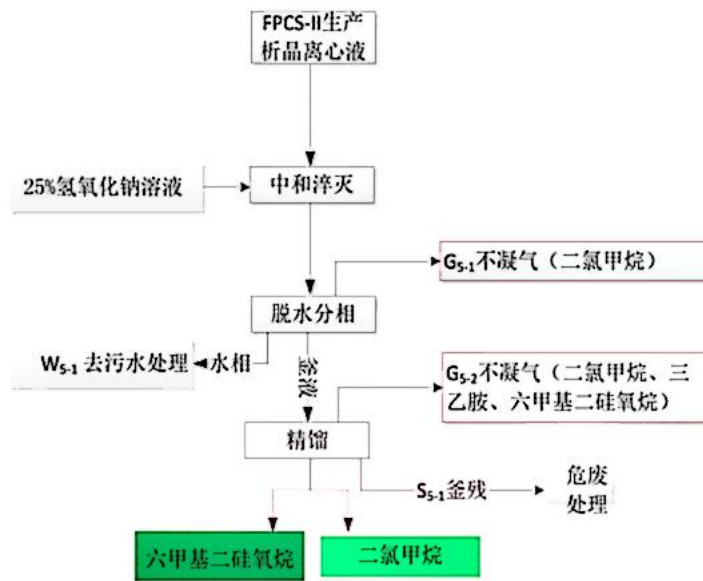 FPCS-II生产
析晶离心液
25%氢氧化钠溶液
中和淬灭
G₅₋₁不凝气（二氯甲烷）
脱水分相
W₅₋₁ 去污水处理
水相
釜液
G₅₋₂不凝气（二氯甲烷、三
乙胺、六甲基二硅氧烷）
精馏
S₅₋₁釜残
危废
处理
六甲基二硅氧烷
二氯甲烷